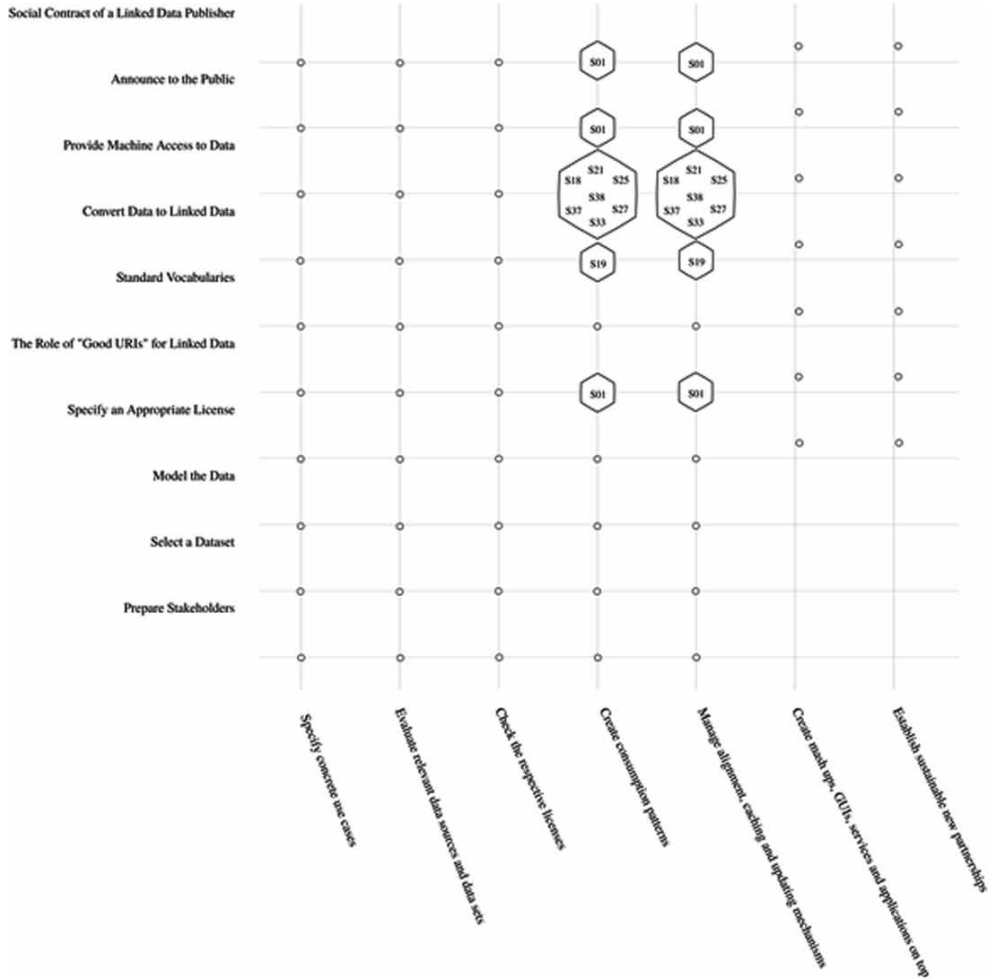 Social Contract of a Linked Data Publisher
S01 S01
Announce to the Public
S01 S01
Provide Machine Access to Data
S21 S21
S18 S25 S18 S25
S38 S38
S37 S27 S37 S27
S33 S33
Convert Data to Linked Data
S19 S19
Standard Vocabularies
The Role of "Good URIs" for Linked Data
S01 S01
Specify an Appropriate License
Model the Data
Select a Dataset
Prepare Stakeholders
Specify concrete use cases
Evaluate relevant data sources and data sets
Check the respective licenses
Create consumption patterns
Manage alignment, caching and updating mechanisms
Create mash ups, GUIs, services and applications on top
Establish sustainable new partnerships